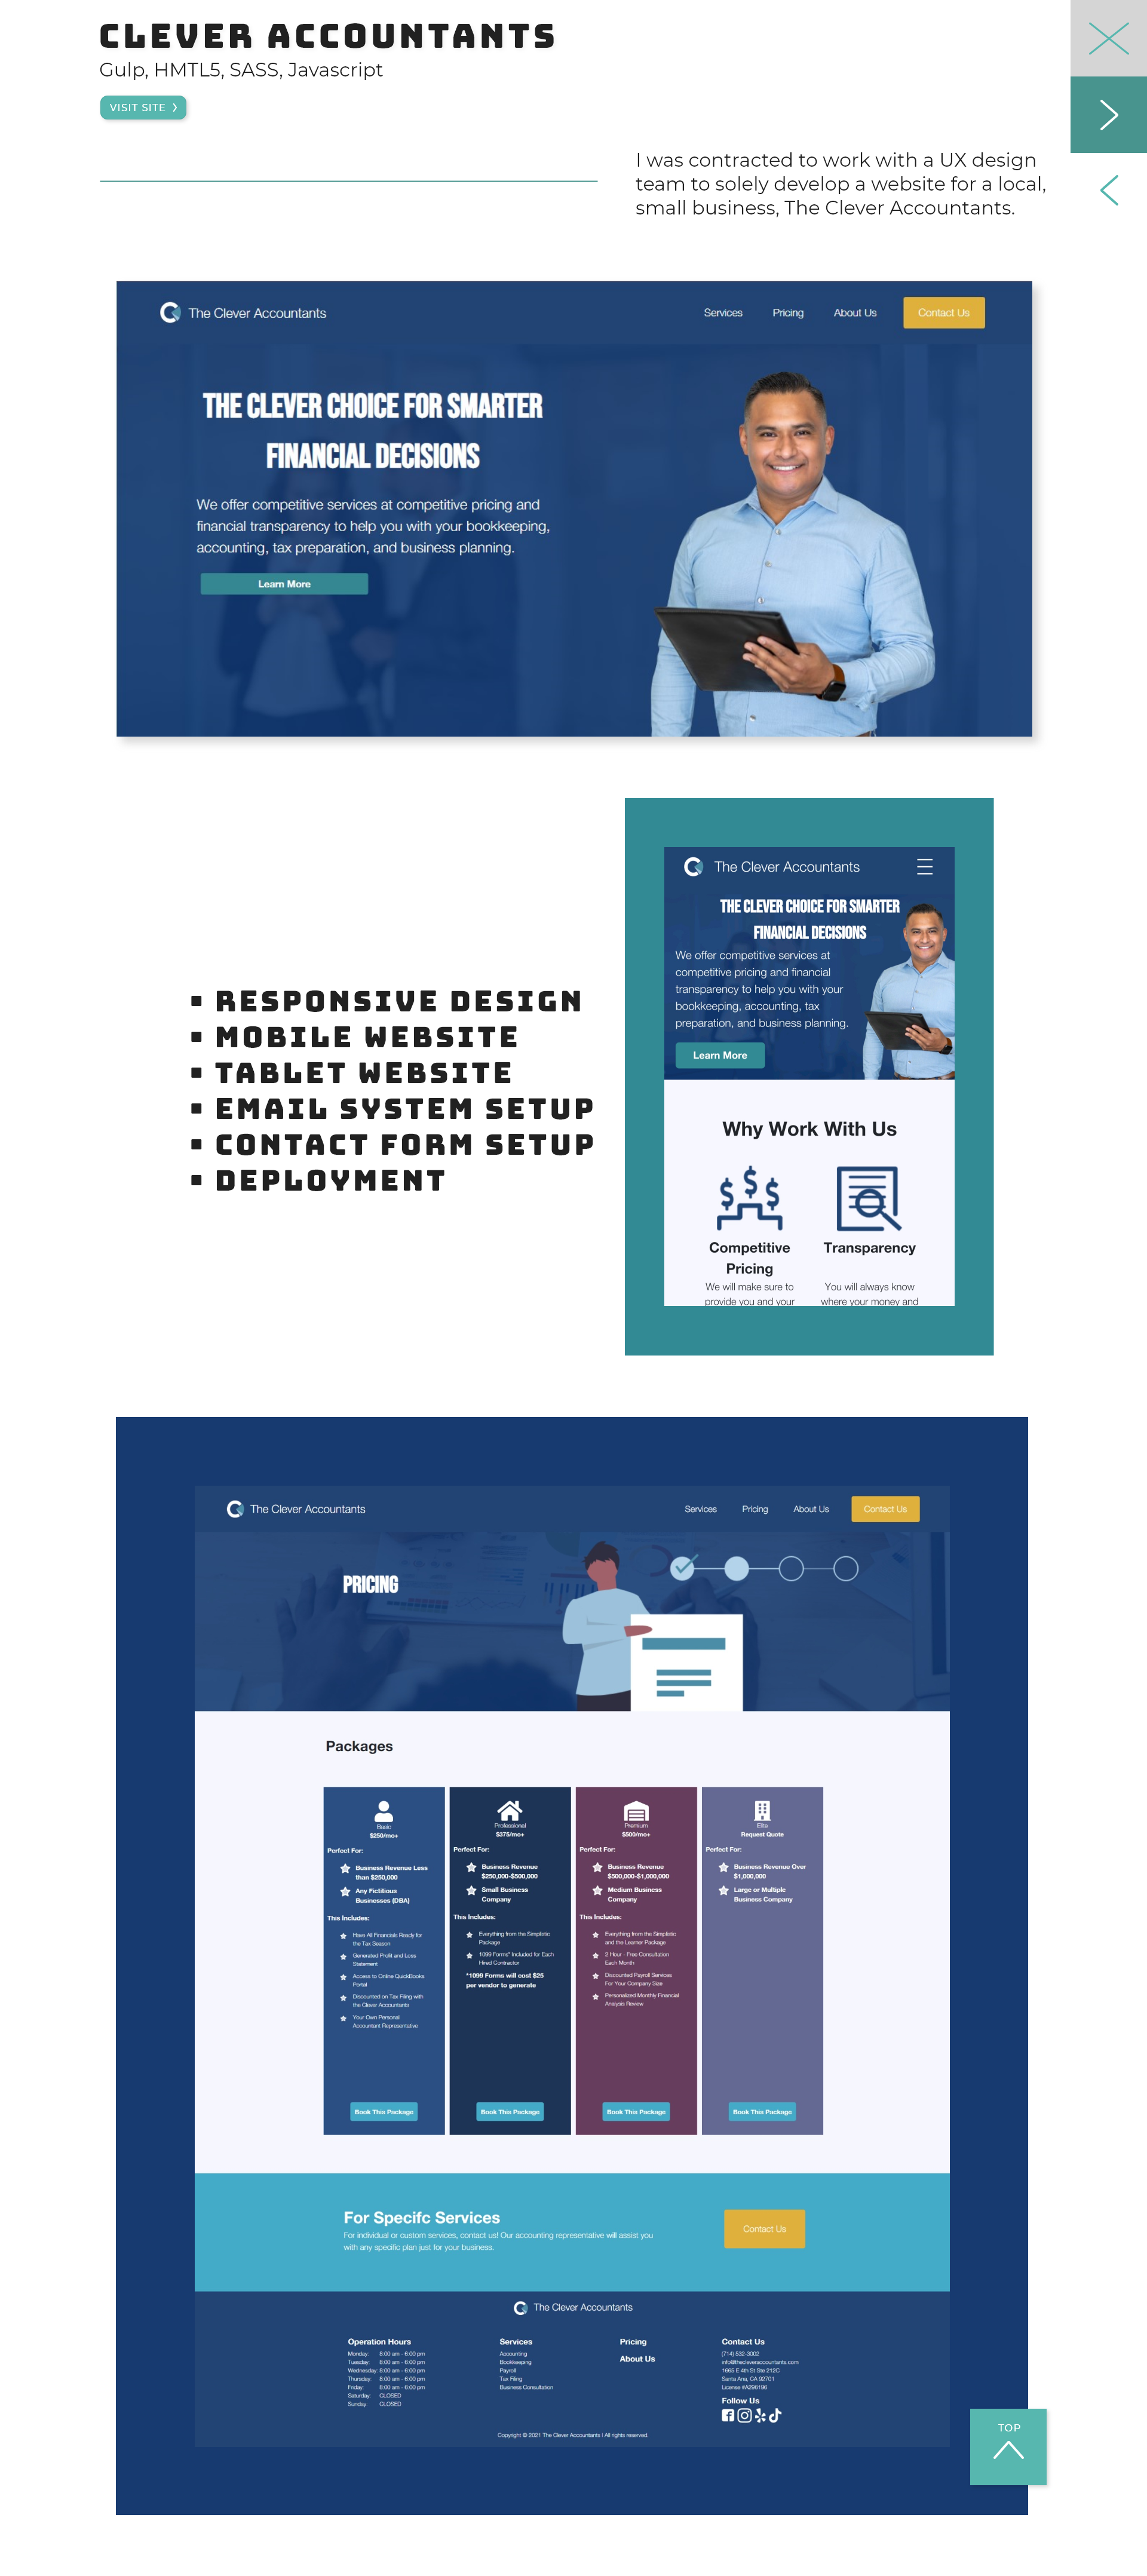 CLEVER ACCOUNTANTS
Gulp, HMTL5, SASS, Javascript
VISIT SITE
I was contracted to work with a UX design
team to solely develop a website for a local,
small business, The Clever Accountants.
The Clever Accountants
Services Pricing About Us Contact Us
THE CLEVER CHOICE FOR SMARTER
FINANCIAL DECISIONS
We offer competitive services at competitive pricing and
financial transparency to help you with your bookkeeping,
accounting, tax preparation, and business planning.
Learn More
RESPONSIVE DESIGN
MOBILE WEBSITE
TABLET WEBSITE
EMAIL SYSTEM SETUP
CONTACT FORM SETUP
DEPLOYMENT
The Clever Accountants
THE CLEVER CHOICE FOR SMARTER
FINANCIAL DECISIONS
We offer competitive services at
competitive pricing and financial
transparency to help you with your
bookkeeping, accounting, tax
preparation, and business planning.
Learn More
Why Work With Us
Competitive
Pricing
We will make sure to
provide you and your
Transparency
You will always know
where your money and
The Clever Accountants
Services Pricing About Us Contact Us
PRICING
Packages
Basic
$250/mo+
Perfect For:
Business Revenue Less
than $250,000
Any Fictitious
Businesses (DBA)
This Includes:
Have All Financials Ready for
the Tax Season
Generated Profit and Loss
Statement
Access to Online QuickBooks
Portal
Discounted on Tax Filing with
the Clever Accountants
Your Own Personal
Accountant Representative
Book This Package
Professional
$375/mo+
Perfect For:
Business Revenue
$250,000-$500,000
Small Business
Company
This Includes:
Everything from the Simplistic
Package
1099 Forms* Included for Each
Hired Contractor
*1099 Forms will cost $25
per vendor to generate
Book This Package
Premium
$500/mo+
Perfect For:
Business Revenue
$500,000-$1,000,000
Medium Business
Company
This Includes:
Everything from the Simplistic
and the Learner Package
2 Hour - Free Consultation
Each Month
Discounted Payroll Services
For Your Company Size
Personalized Monthly Financial
Analysis Review
Book This Package
Elite
Request Quote
Perfect For:
Business Revenue Over
$1,000,000
Large or Multiple
Business Company
Book This Package
For Specifc Services
For individual or custom services, contact us! Our accounting representative will assist you
with any specific plan just for your business.
Contact Us
The Clever Accountants
Operation Hours
Monday: 8:00 am - 6:00 pm
Tuesday: 8:00 am - 6:00 pm
Wednesday: 8:00 am - 6:00 pm
Thursday: 8:00 am - 6:00 pm
Friday: 8:00 am - 6:00 pm
Saturday: CLOSED
Sunday: CLOSED
Services
Accounting
Bookkeeping
Payroll
Tax Filing
Business Consultation
Pricing
About Us
Contact Us
(714) 532-3002
info@thecleveraccountants.com
1665 E 4th St Ste 212C
Santa Ana, CA 92701
License #A296196
Follow Us
Copyright © 2021 The Clever Accountants | All rights reserved.
TOP